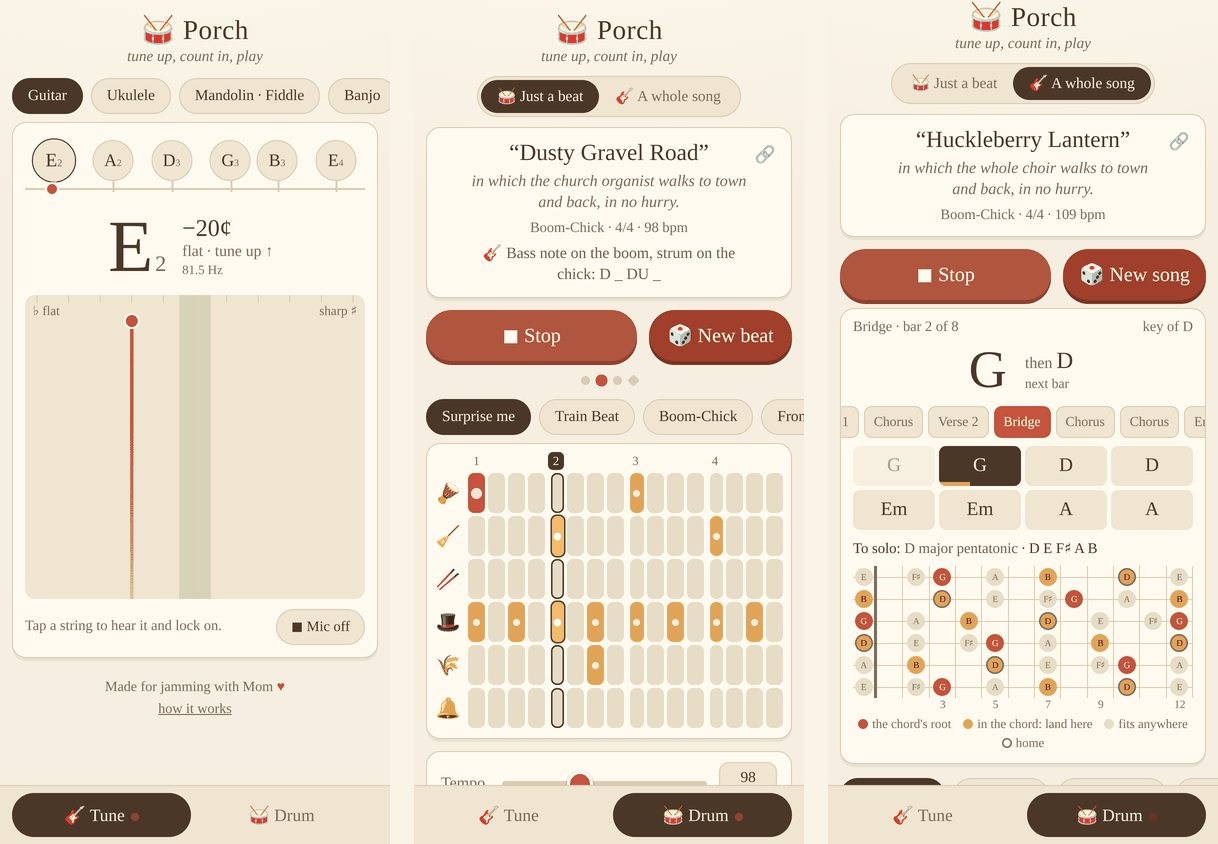 Porch
tune up, count in, play
Guitar
Ukulele
Mandolin · Fiddle
Banjo
E2
A2
D3
G3
B3
E4
E2
−20¢
flat · tune up ↑
81.5 Hz
♭ flat
sharp ♯
Tap a string to hear it and lock on.
Mic off
Made for jamming with Mom ♥
how it works
Tune
Drum
Porch
tune up, count in, play
Just a beat
A whole song
“Dusty Gravel Road”
in which the church organist walks to town
and back, in no hurry.
Boom-Chick · 4/4 · 98 bpm
Bass note on the boom, strum on the
chick: D _ DU _
Stop
New beat
Surprise me
Train Beat
Boom-Chick
1
2
3
4
Tempo
98
Tune
Drum
Porch
tune up, count in, play
Just a beat
A whole song
“Huckleberry Lantern”
in which the whole choir walks to town
and back, in no hurry.
Boom-Chick · 4/4 · 109 bpm
Stop
New song
Bridge · bar 2 of 8
key of D
G
then D
next bar
1
Chorus
Verse 2
Bridge
Chorus
Chorus
G
G
D
D
Em
Em
A
A
To solo: D major pentatonic · D E F♯ A B
E F♯ G A B D E
B D E F♯ G A B
G A B D E F♯ G
D E F♯ G A B D
A B D E F♯ G A
E F♯ G A B D E
3 5 7 9 12
the chord's root
in the chord: land here
fits anywhere
home
Tune
Drum